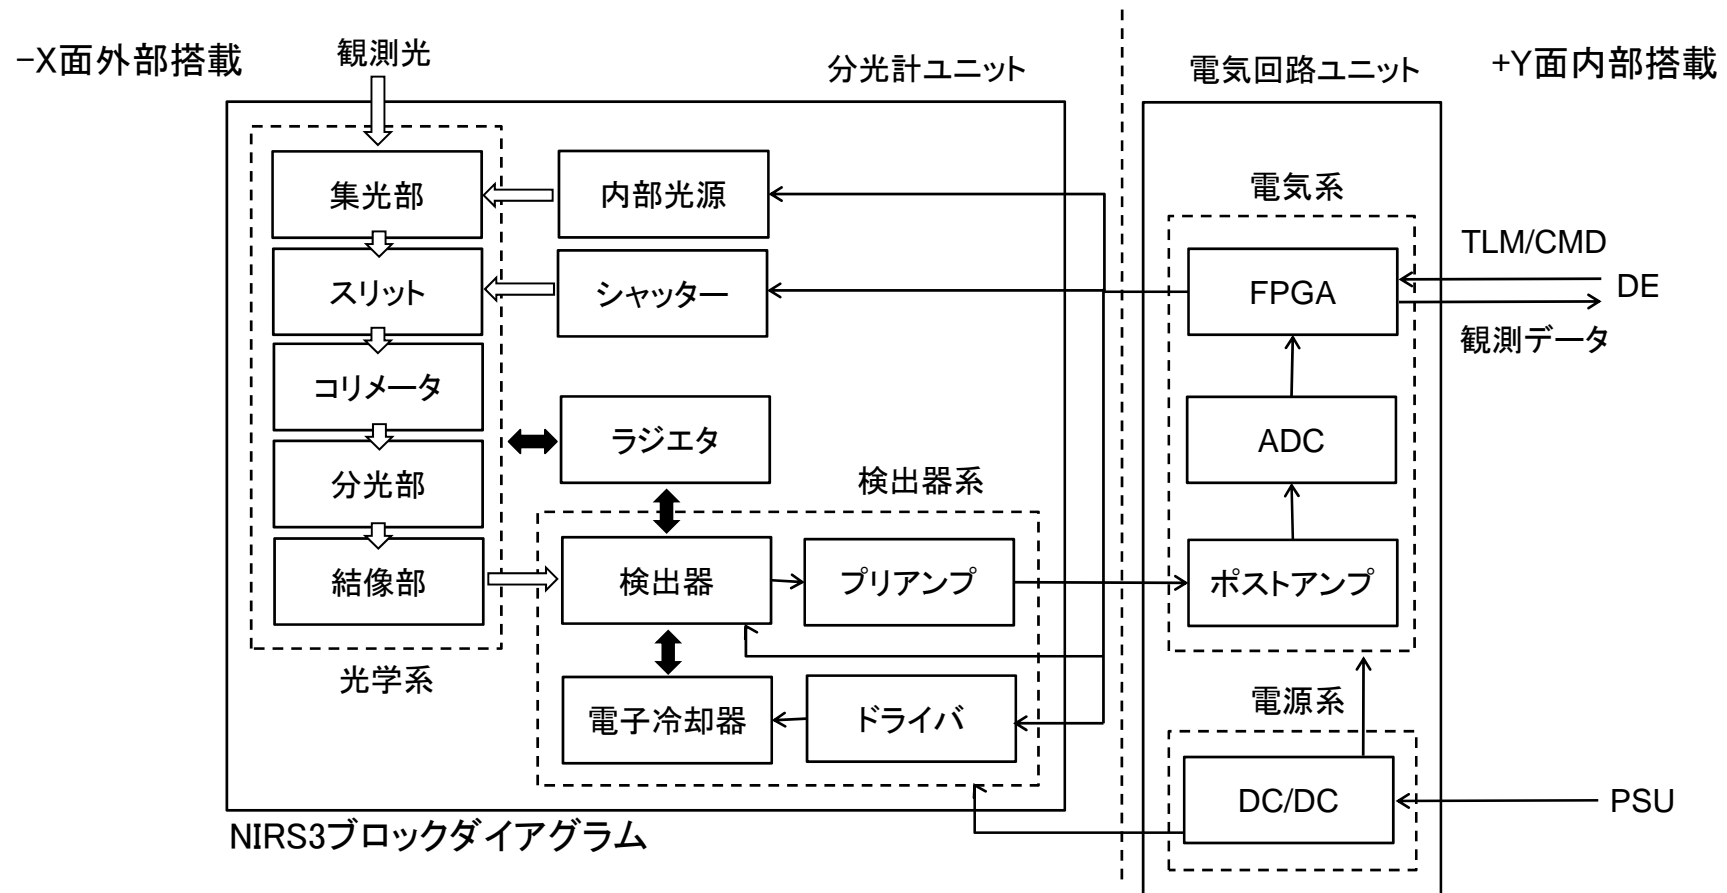 −X面外部搭載
観測光
分光計ユニット
電気回路ユニット
+Y面内部搭載
集光部
内部光源
電気系
スリット
シャッター
FPGA
TLM/CMD
DE
観測データ
コリメータ
ラジエタ
ADC
分光部
検出器系
結像部
検出器
プリアンプ
ポストアンプ
光学系
電子冷却器
ドライバ
電源系
DC/DC
PSU
NIRS3ブロックダイアグラム